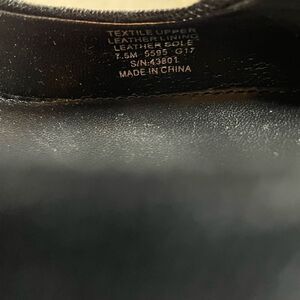 TEXTILE UPPER
LEATHER LINING
LEATHER SOLE
7.5M 5595 G17
S/N:43801
MADE IN CHINA